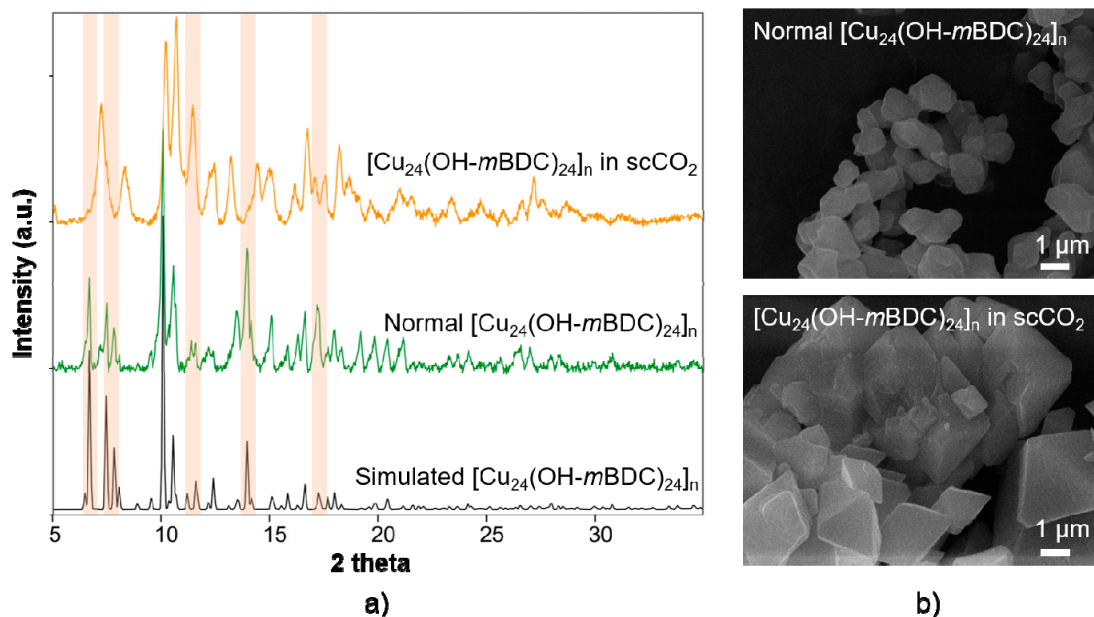 Intensity (a.u.)
[Cu24(OH-mBDC)24]n in scCO2
Normal [Cu24(OH-mBDC)24]n
Simulated [Cu24(OH-mBDC)24]n
5 10 15 20 25 30
2 theta
a)
Normal [Cu24(OH-mBDC)24]n
1 μm
[Cu24(OH-mBDC)24]n in scCO2
1 μm
b)